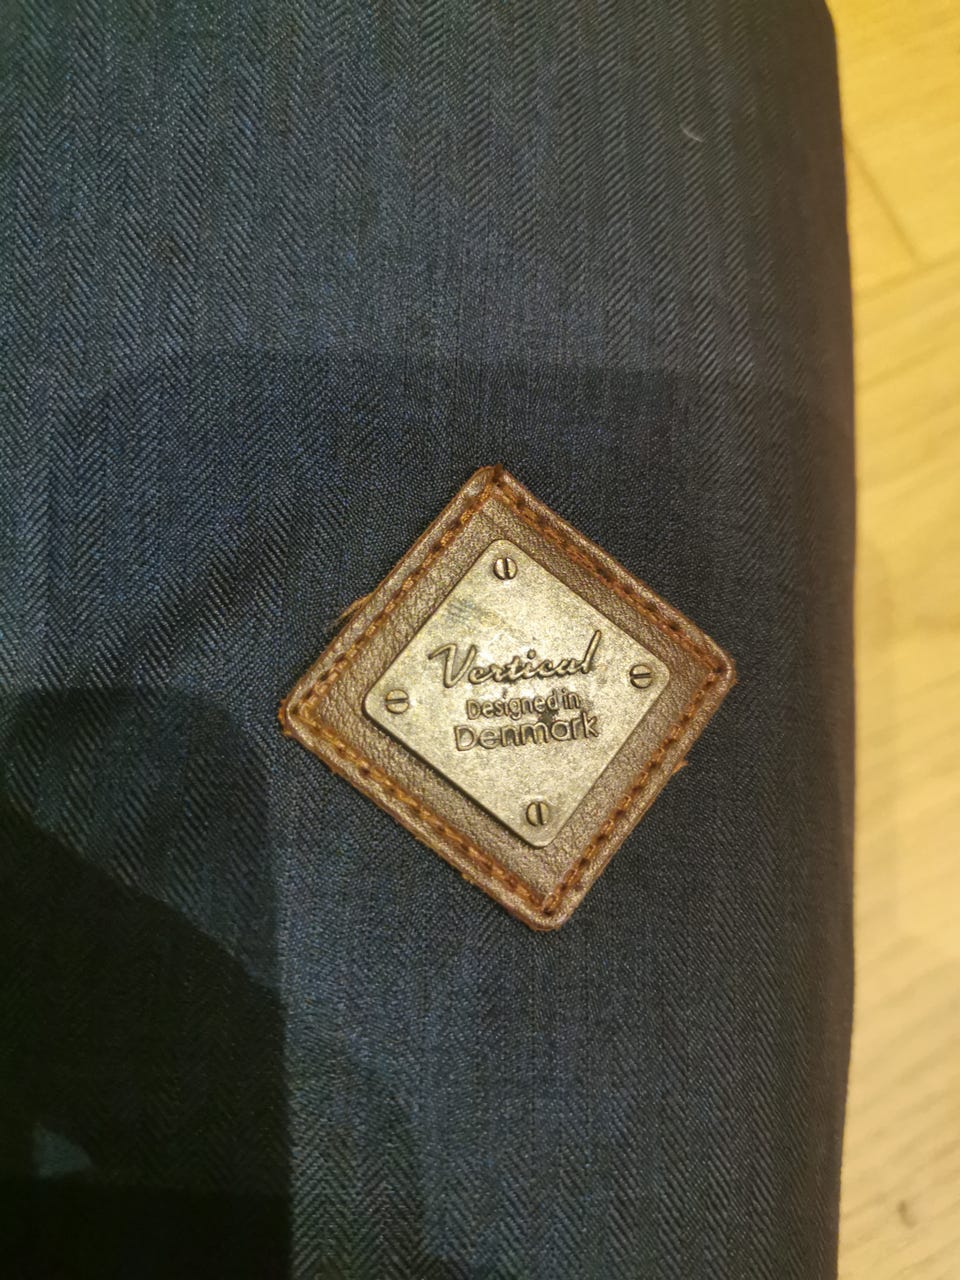 Vertical
Designed in
Denmark